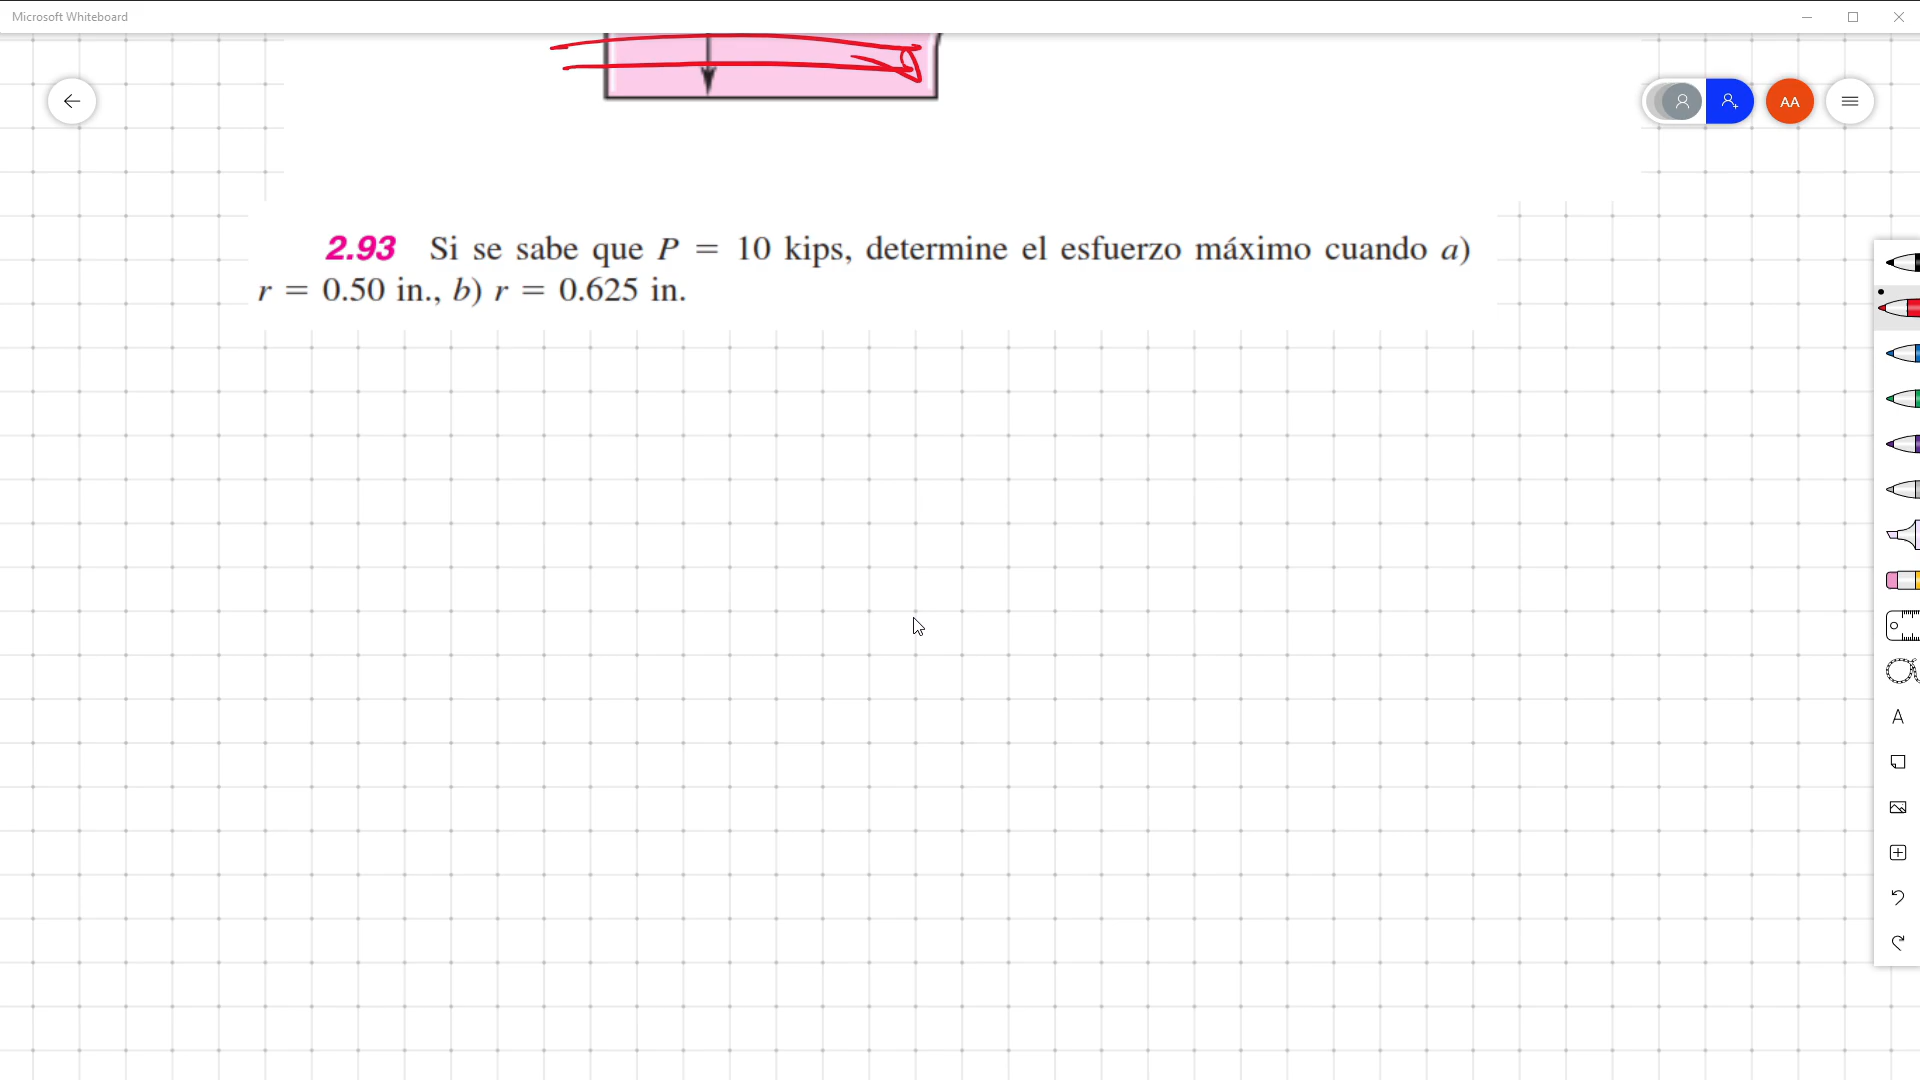 Microsoft Whiteboard
AA
2.93 Si se sabe que P = 10 kips, determine el esfuerzo máximo cuando a)
r = 0.50 in., b) r = 0.625 in.
A